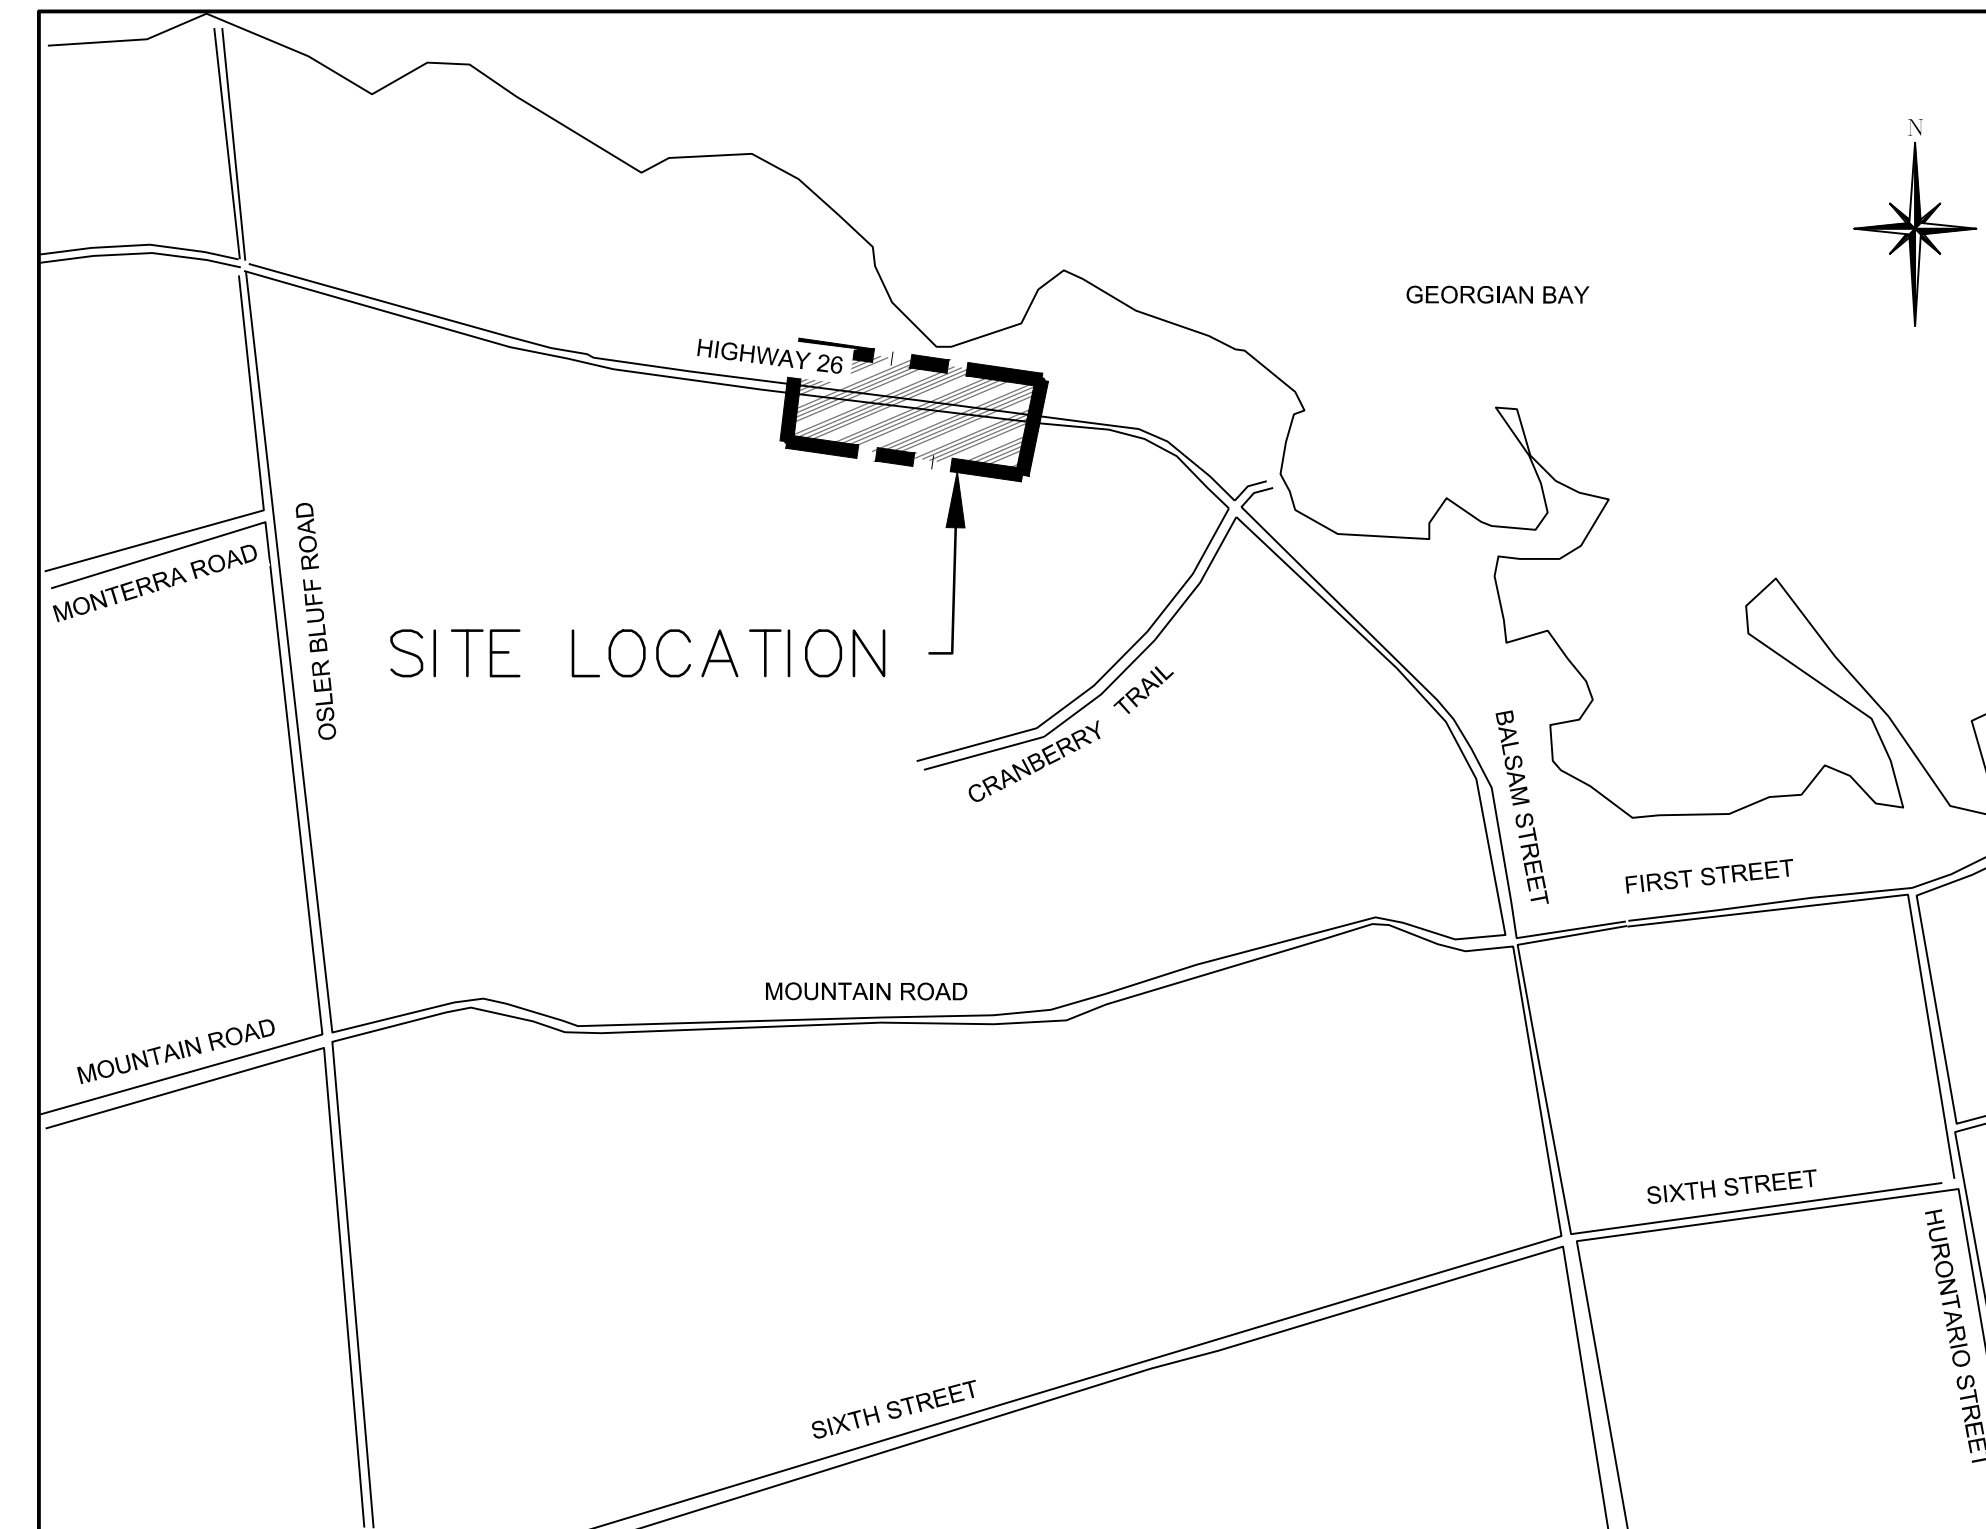 N
GEORGIAN BAY
HIGHWAY 26
MONTERRA ROAD
OSLER BLUFF ROAD
SITE LOCATION
CRANBERRY TRAIL
BALSAM STREET
FIRST STREET
MOUNTAIN ROAD
MOUNTAIN ROAD
SIXTH STREET
HURONTARIO STREET
SIXTH STREET